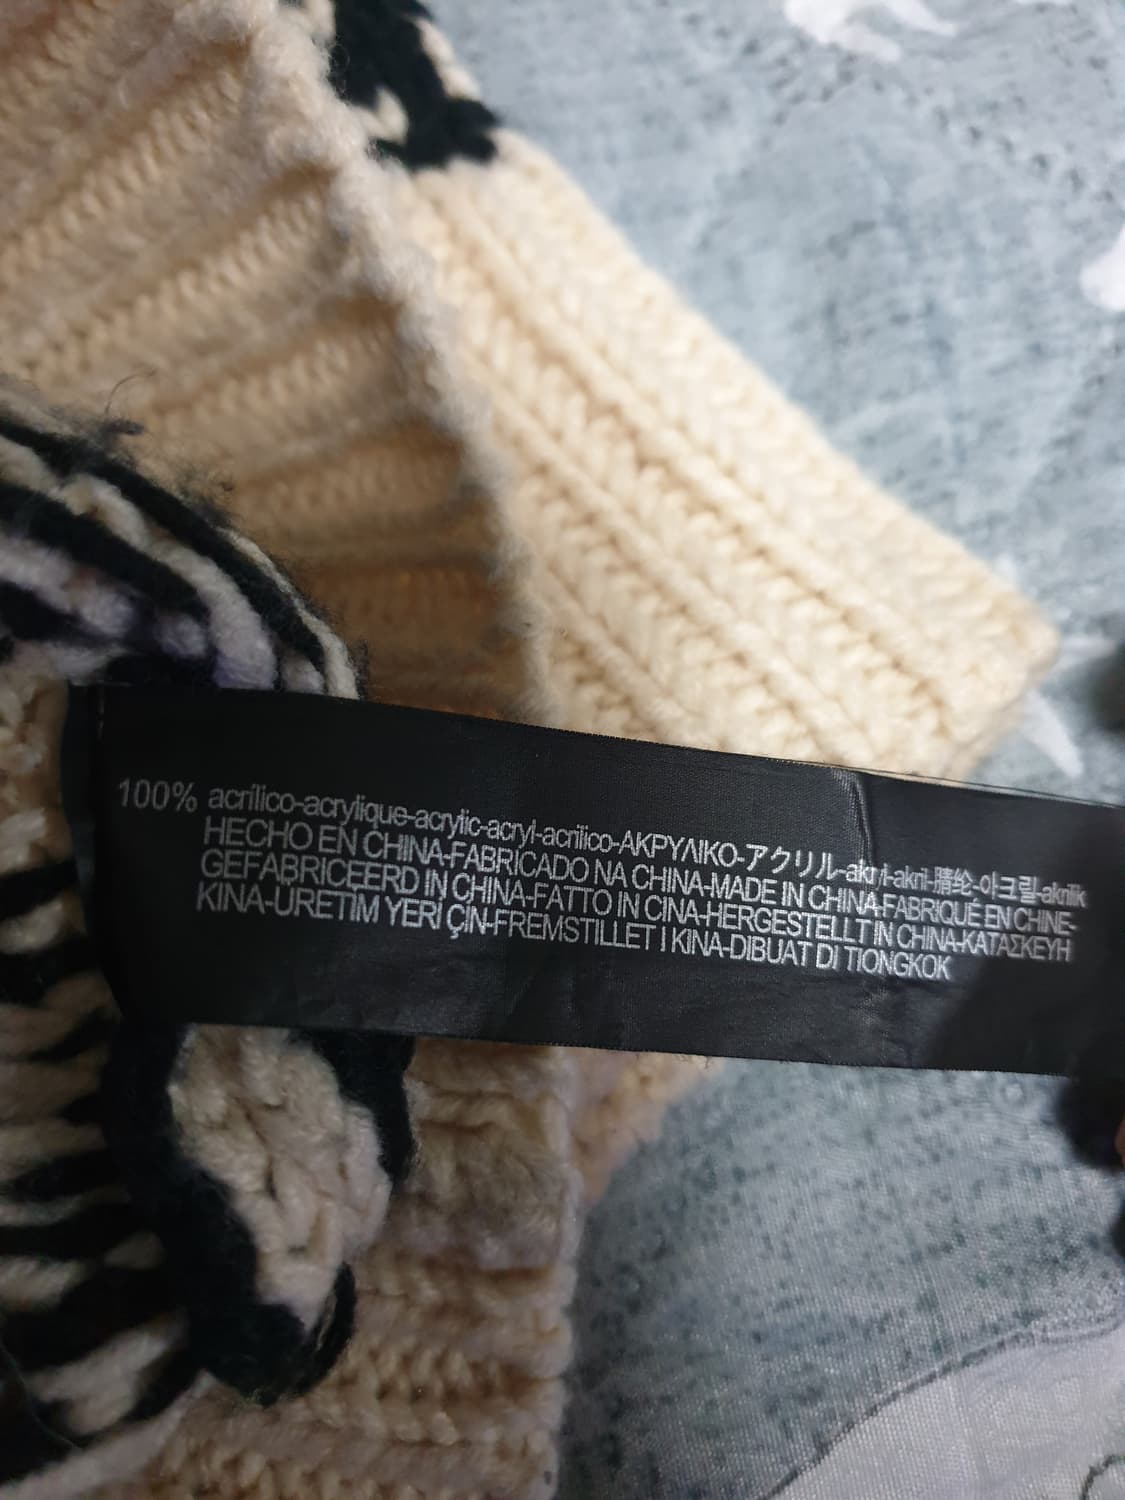 100% acrílico-acrylique-acrylic-acryl-acrilico-ΑΚΡΥΛΙΚΟ-アクリル-akryl-akril-腈纶-아크릴-akrilik
HECHO EN CHINA-FABRICADO NA CHINA-MADE IN CHINA-FABRIQUÉ EN CHINE-
GEFABRICEERD IN CHINA-FATTO IN CINA-HERGESTELLT IN CHINA-ΚΑΤΑΣΚΕΥΗ
KINA-ÜRETİM YERİ ÇİN-FREMSTILLET I KINA-DIBUAT DI TIONGKOK